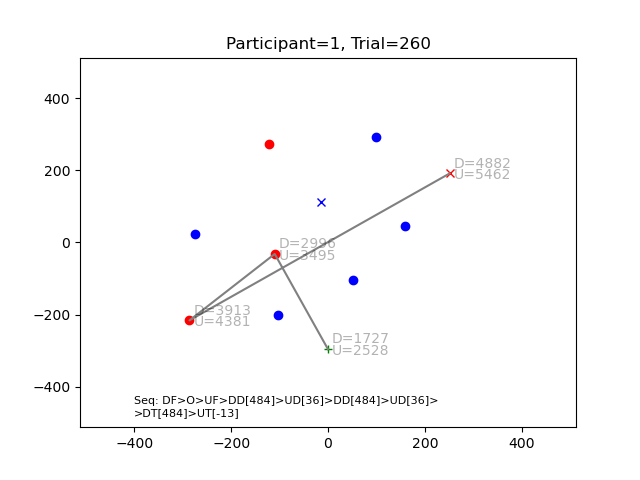 Participant=1, Trial=260
400
200
0
−200
−400
−400
−200
0
200
400
D=4882
U=5462
D=2996
U=3495
D=3913
U=4381
D=1727
U=2528
Seq: DF>O>UF>DD[484]>UD[36]>DD[484]>UD[36]>
>DT[484]>UT[-13]